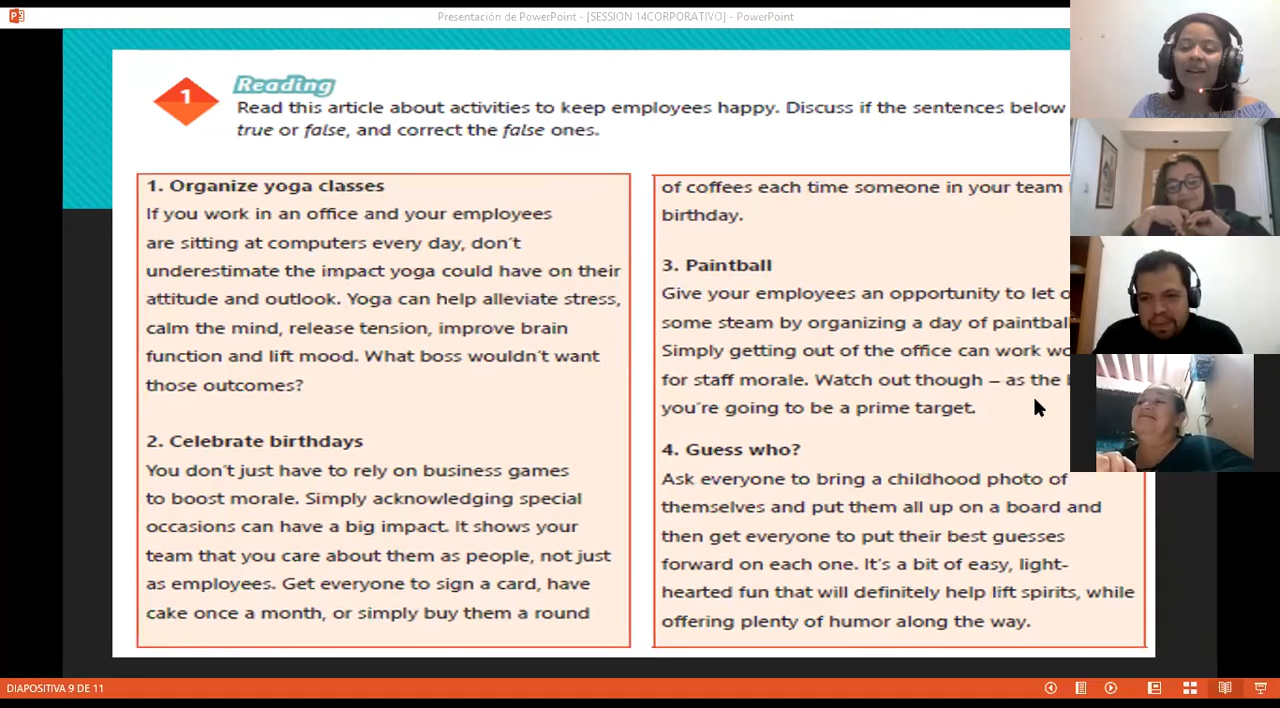 Presentación de PowerPoint - [SESSION 14CORPORATIVO] - PowerPoint
1
Reading
Read this article about activities to keep employees happy. Discuss if the sentences below
true or false, and correct the false ones.
1. Organize yoga classes
If you work in an office and your employees
are sitting at computers every day, don´t
underestimate the impact yoga could have on their
attitude and outlook. Yoga can help alleviate stress,
calm the mind, release tension, improve brain
function and lift mood. What boss wouldn´t want
those outcomes?
2. Celebrate birthdays
You don´t just have to rely on business games
to boost morale. Simply acknowledging special
occasions can have a big impact. It shows your
team that you care about them as people, not just
as employees. Get everyone to sign a card, have
cake once a month, or simply buy them a round
of coffees each time someone in your team
birthday.
3. Paintball
Give your employees an opportunity to let
some steam by organizing a day of
Simply getting out of the office can work
for staff morale. Watch out though – as the
you´re going to be a prime target.
4. Guess who?
Ask everyone to bring a childhood photo of
themselves and put them all up on a board and
then get everyone to put their best guesses
forward on each one. It´s a bit of easy, light-
hearted fun that will definitely help lift spirits, while
offering plenty of humor along the way.
DIAPOSITIVA 9 DE 11